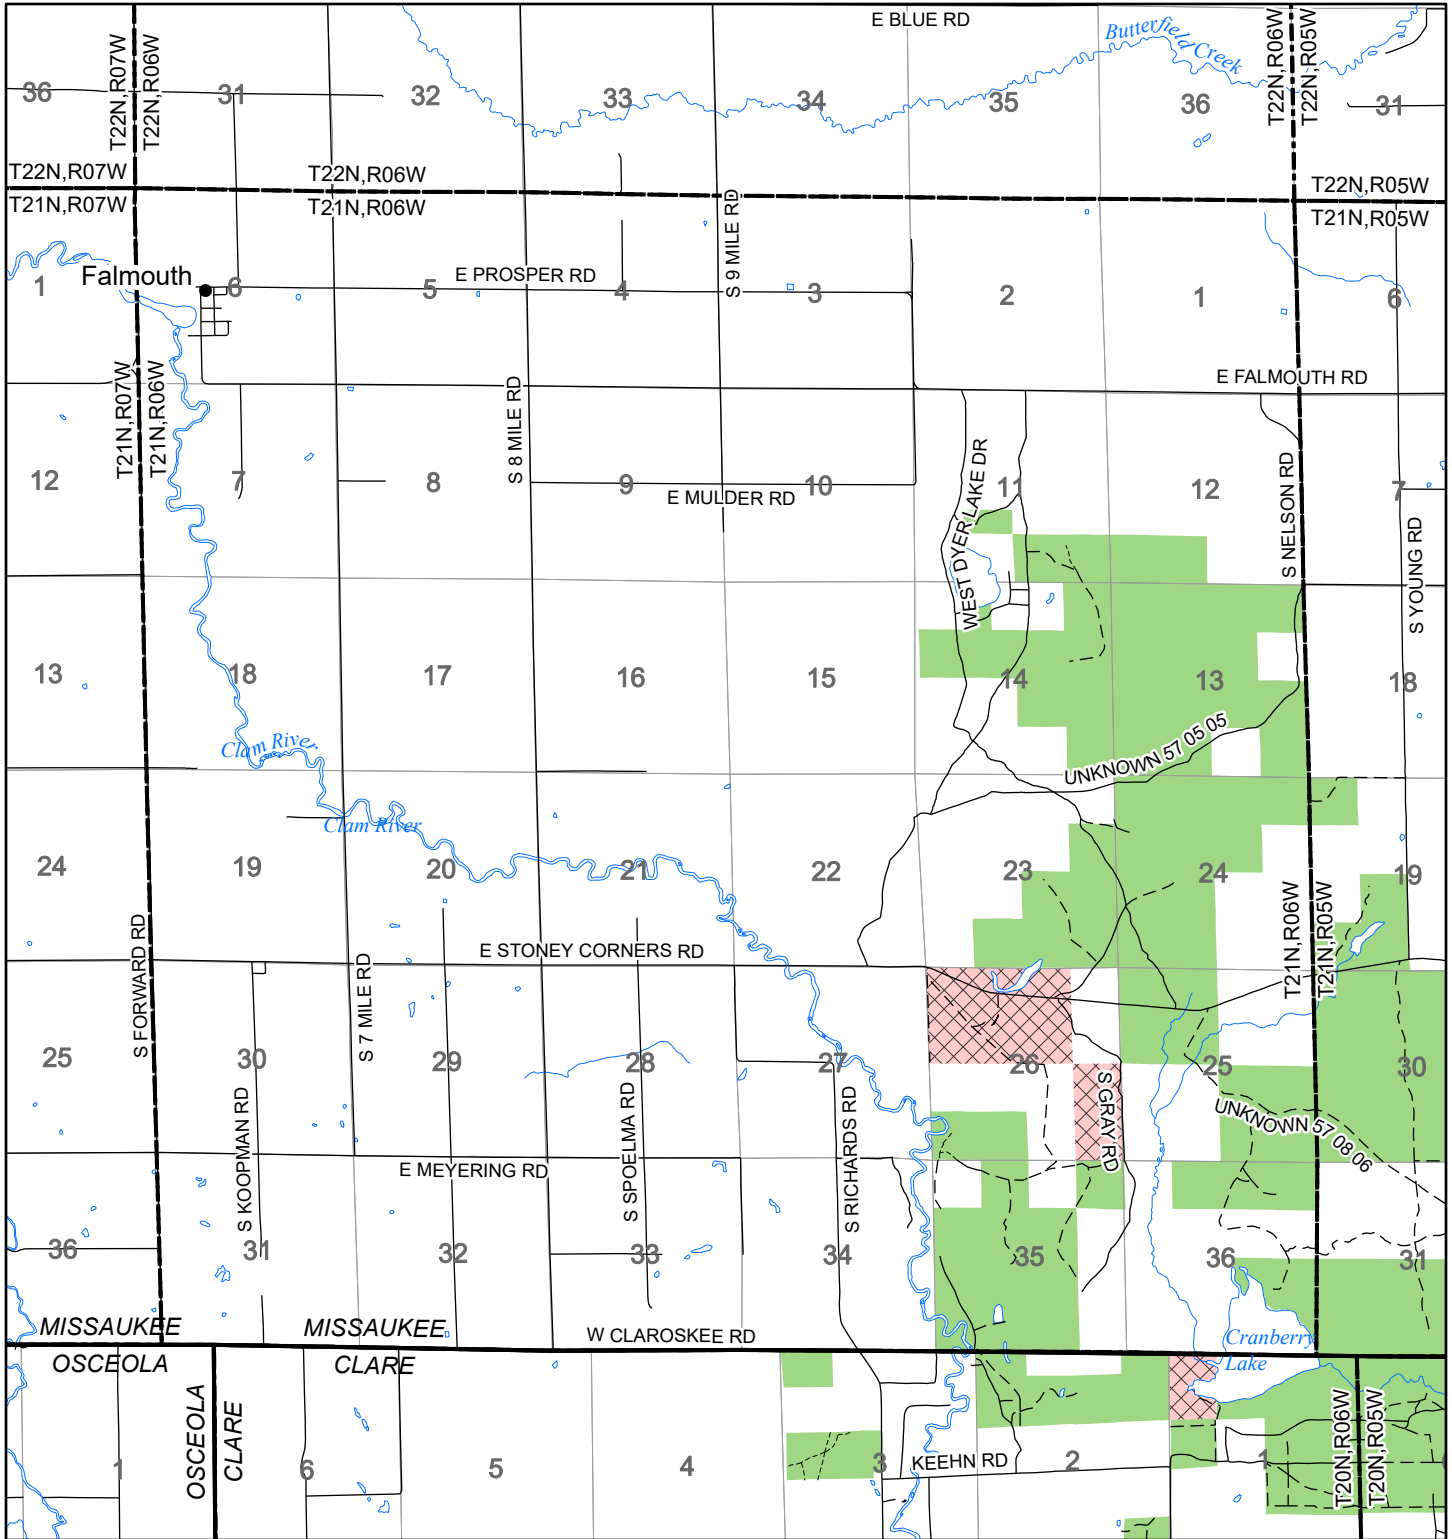 E BLUE RD
Butterfield Creek
T22N,R07W
T22N,R06W
T22N,R06W
T22N,R05W
36
31
32
33
34
35
36
31
T22N,R07W
T22N,R06W
T22N,R05W
T21N,R07W
T21N,R06W
T21N,R05W
S 9 MILE RD
Falmouth
E PROSPER RD
1
6
5
4
3
2
1
6
E FALMOUTH RD
T21N,R07W
T21N,R06W
S 8 MILE RD
WEST DYER LAKE DR
S NELSON RD
S YOUNG RD
12
7
8
9
10
11
12
7
E MULDER RD
13
18
17
16
15
14
13
18
Clam River
UNKNOWN 57 05 05
Clam River
24
19
20
21
22
23
24
19
T21N,R06W
T21N,R05W
S FORWARD RD
E STONEY CORNERS RD
S 7 MILE RD
25
30
29
28
27
26
25
30
S KOOPMAN RD
S SPOELMA RD
S RICHARDS RD
S GRAY RD
UNKNOWN 57 08 06
E MEYERING RD
36
31
32
33
34
35
36
31
MISSAUKEE
MISSAUKEE
W CLAROSKEE RD
Cranberry
Lake
OSCEOLA
CLARE
OSCEOLA
CLARE
T20N,R06W
T20N,R05W
1
6
5
4
3
KEEHN RD
2
1